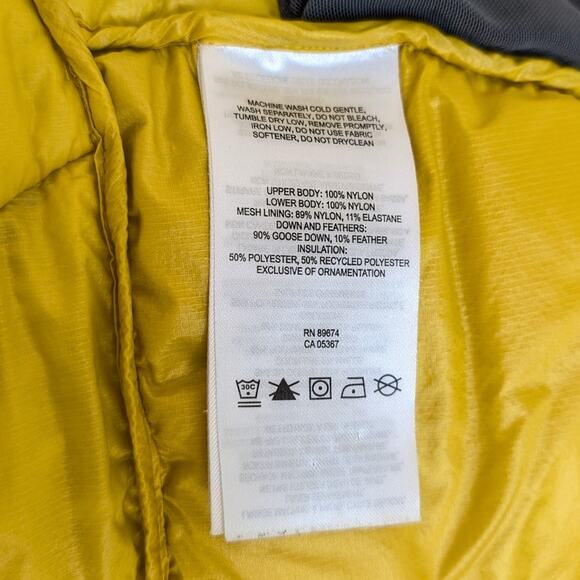 MACHINE WASH COLD GENTLE,
WASH SEPARATELY, DO NOT BLEACH,
TUMBLE DRY LOW, REMOVE PROMPTLY,
IRON LOW, DO NOT USE FABRIC
SOFTENER, DO NOT DRYCLEAN
UPPER BODY: 100% NYLON
LOWER BODY: 100% NYLON
MESH LINING: 89% NYLON, 11% ELASTANE
DOWN AND FEATHERS:
90% GOOSE DOWN, 10% FEATHER
INSULATION:
50% POLYESTER, 50% RECYCLED POLYESTER
EXCLUSIVE OF ORNAMENTATION
RN 89674
CA 05367
30C